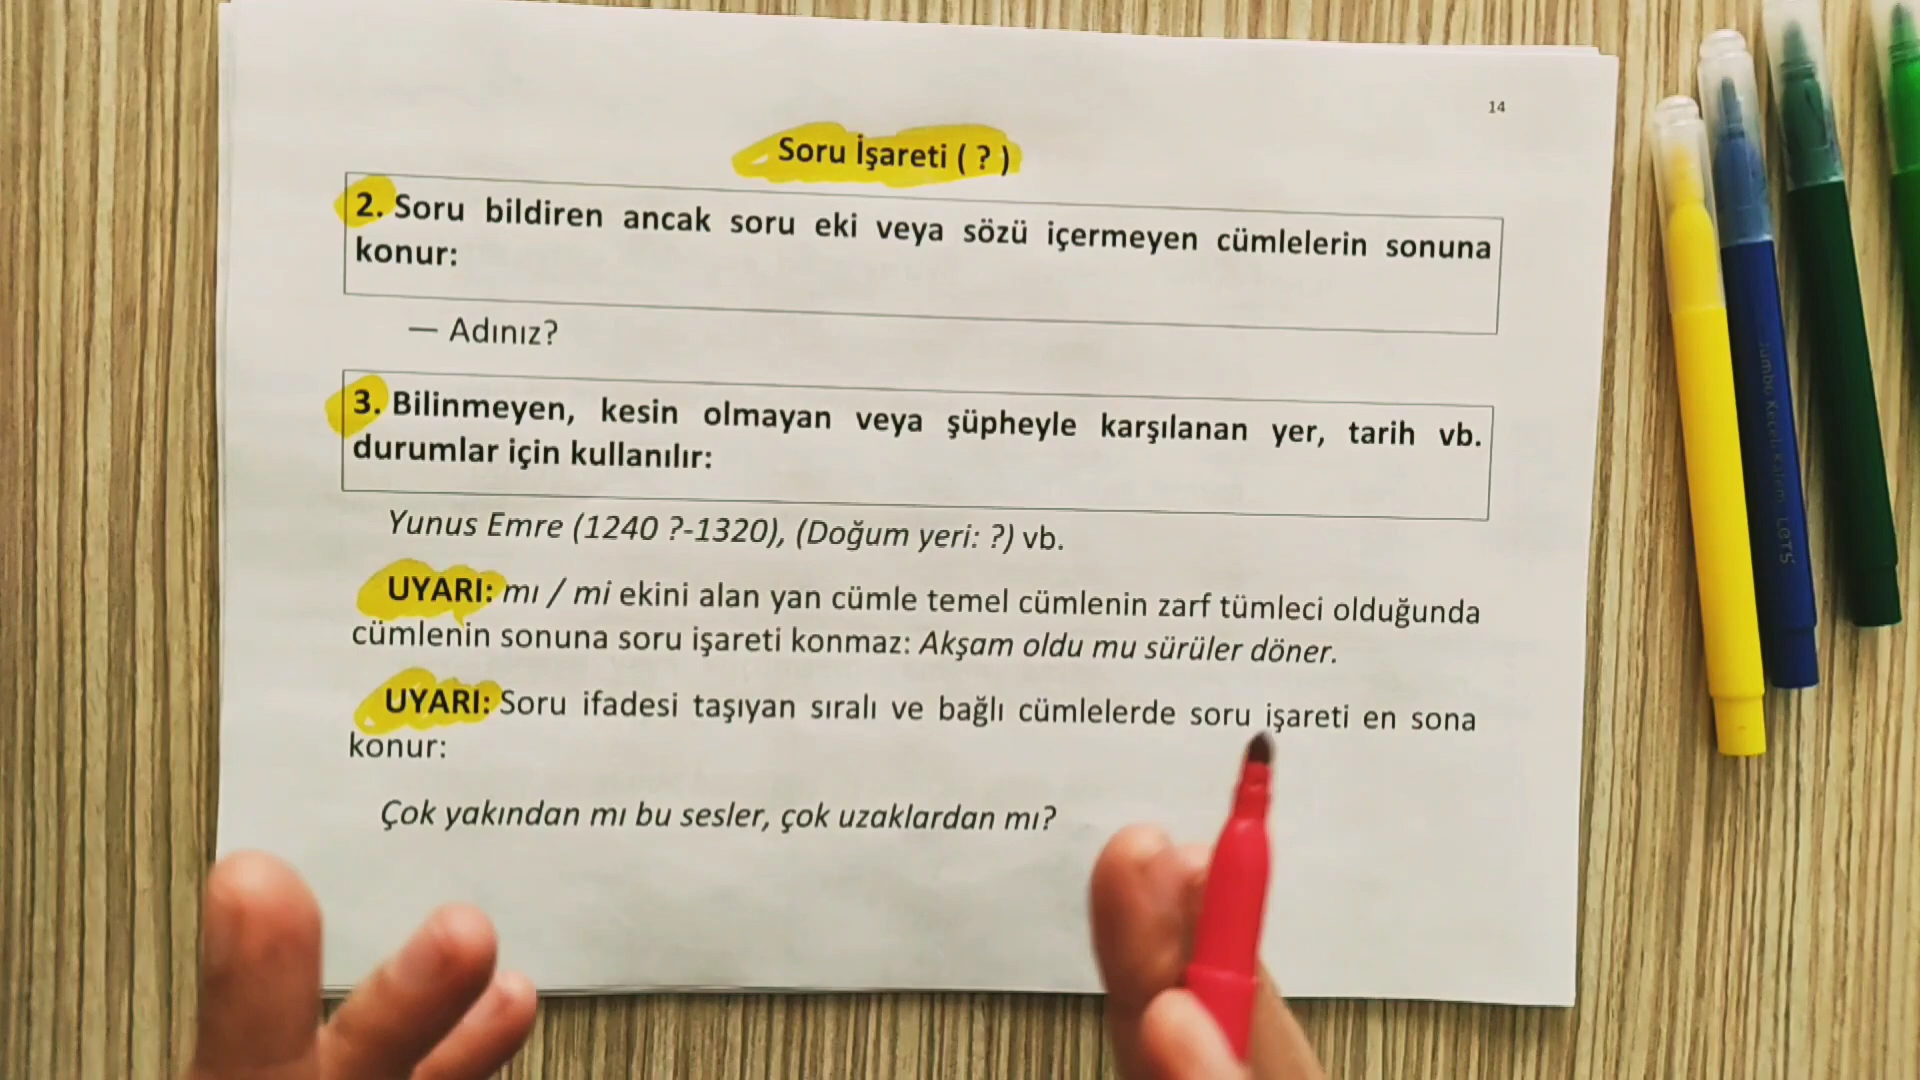 14
Soru İşareti ( ? )
2. Soru bildiren ancak soru eki veya sözü içermeyen cümlelerin sonuna
konur:
— Adınız?
3. Bilinmeyen, kesin olmayan veya şüpheyle karşılanan yer, tarih vb.
durumlar için kullanılır:
Yunus Emre (1240 ?-1320), (Doğum yeri: ?) vb.
UYARI: mı / mi ekini alan yan cümle temel cümlenin zarf tümleci olduğunda
cümlenin sonuna soru işareti konmaz: Akşam oldu mu sürüler döner.
UYARI: Soru ifadesi taşıyan sıralı ve bağlı cümlelerde soru işareti en sona
konur:
Çok yakından mı bu sesler, çok uzaklardan mı?